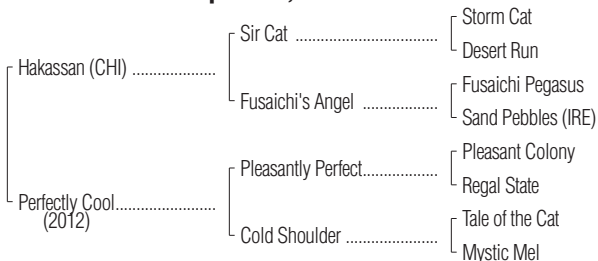 Storm Cat
Sir Cat ................................
Desert Run
Hakassan (CHI) .....................
Fusaichi Pegasus
Fusaichi's Angel ..................
Sand Pebbles (IRE)
Pleasant Colony
Pleasantly Perfect..................
Regal State
Perfectly Cool.........................
(2012)
Tale of the Cat
Cold Shoulder .......................
Mystic Mel